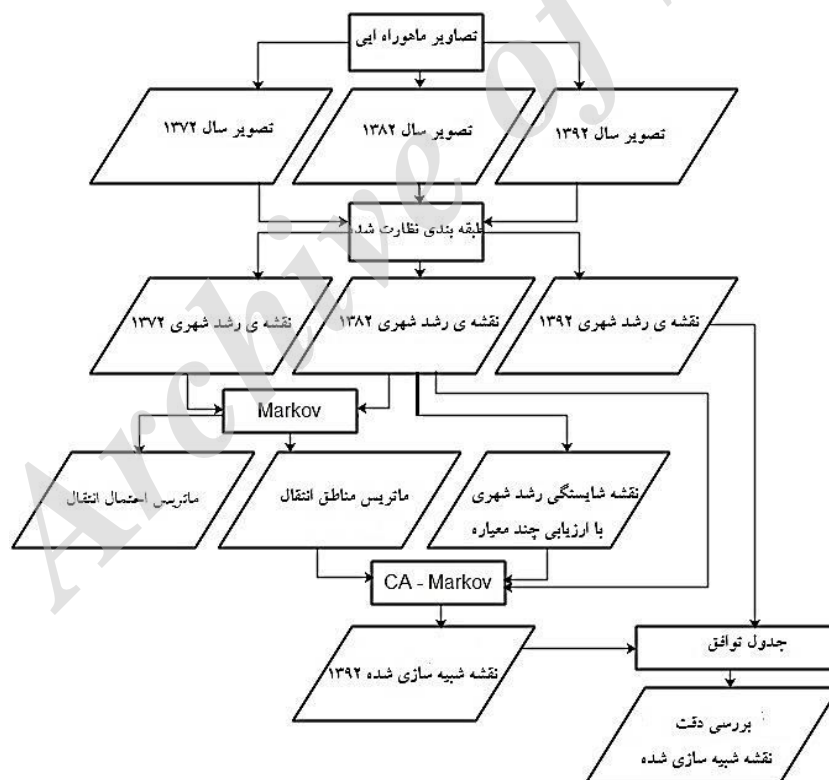 تصاویر ماهوراه ایی
تصویر سال ۱۳۷۲
تصویر سال ۱۳۸۲
تصویر سال ۱۳۹۲
طبقه بندی نظارت شده
نقشه ی رشد شهری ۱۳۷۲
نقشه ی رشد شهری ۱۳۸۲
نقشه ی رشد شهری ۱۳۹۲
Markov
ماتریس احتمال انتقال
ماتریس مناطق انتقال
نقشه شایستگی رشد شهری
با ارزیابی چند معیاره
CA - Markov
نقشه شبیه سازی شده ۱۳۹۲
جدول توافق
بررسی دقت
نقشه شبیه سازی شده
Archive of